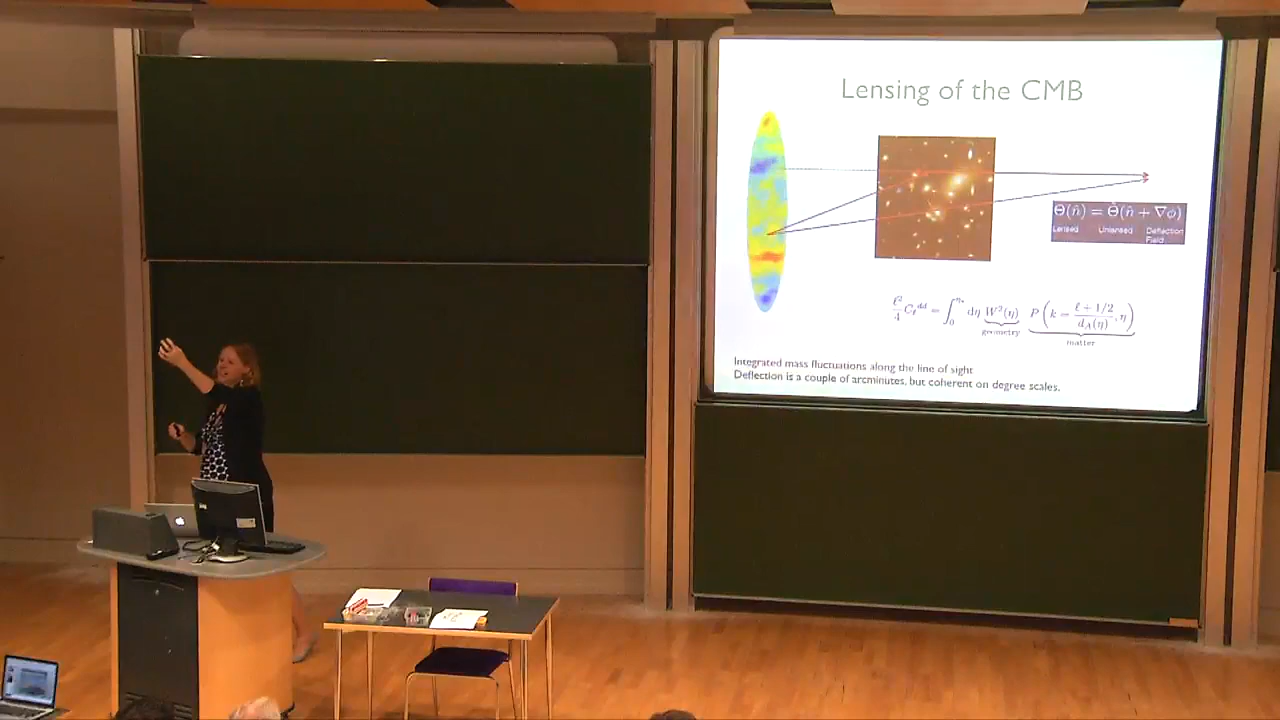 Lensing of the CMB
Θ(n̂) = Θ̃(n̂ + ∇φ)
Lensed Unlensed Deflection
Field
ℓ²/4 C_ℓ^dd = ∫₀^η* dη W²(η) P(k = (ℓ + 1/2)/d_A(η), η)
geometry
matter
Integrated mass fluctuations along the line of sight
Deflection is a couple of arcminutes, but coherent on degree scales.